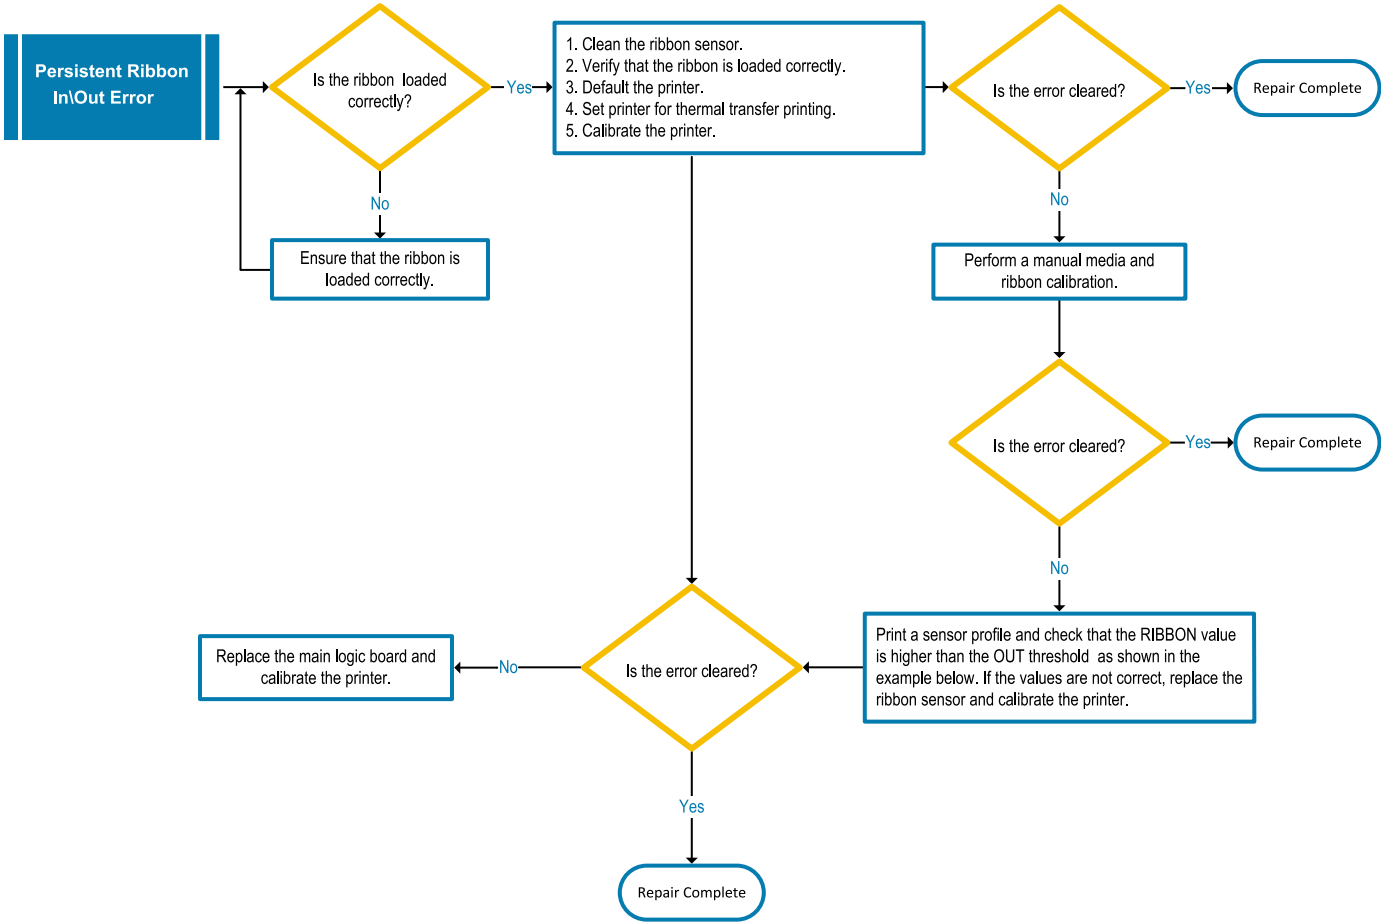 Persistent Ribbon
In\Out Error
Is the ribbon loaded
correctly?
Yes
No
Ensure that the ribbon is
loaded correctly.
1. Clean the ribbon sensor.
2. Verify that the ribbon is loaded correctly.
3. Default the printer.
4. Set printer for thermal transfer printing.
5. Calibrate the printer.
Is the error cleared?
Yes
Repair Complete
No
Perform a manual media and
ribbon calibration.
Is the error cleared?
Yes
Repair Complete
No
Print a sensor profile and check that the RIBBON value
is higher than the OUT threshold as shown in the
example below. If the values are not correct, replace the
ribbon sensor and calibrate the printer.
Is the error cleared?
No
Replace the main logic board and
calibrate the printer.
Yes
Repair Complete